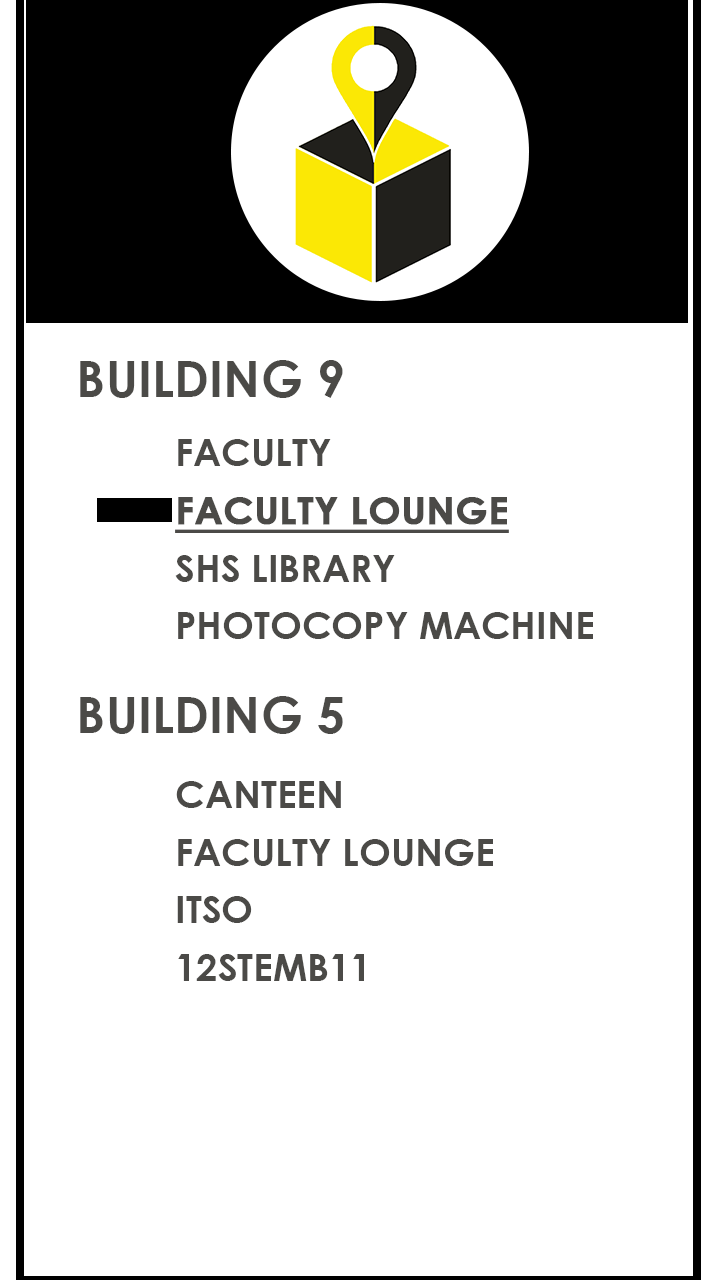 BUILDING 9
FACULTY
FACULTY LOUNGE
SHS LIBRARY
PHOTOCOPY MACHINE
BUILDING 5
CANTEEN
FACULTY LOUNGE
ITSO
12STEMB11